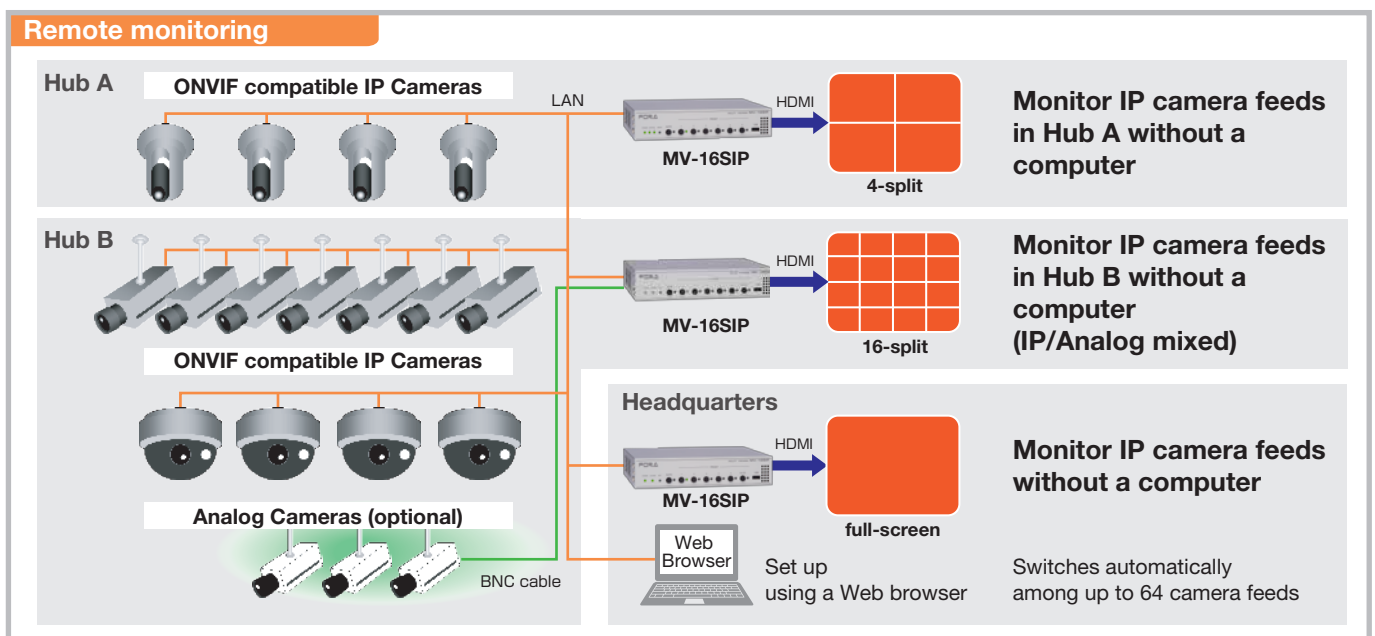 Remote monitoring
Hub A
ONVIF compatible IP Cameras
LAN
FOR.A
MV-16SIP
HDMI
4-split
Monitor IP camera feeds
in Hub A without a
computer
Hub B
ONVIF compatible IP Cameras
Analog Cameras (optional)
BNC cable
FOR.A
MV-16SIP
HDMI
16-split
Monitor IP camera feeds
in Hub B without a
computer
(IP/Analog mixed)
Headquarters
FOR.A
MV-16SIP
HDMI
full-screen
Monitor IP camera feeds
without a computer
Web
Browser
Set up
using a Web browser
Switches automatically
among up to 64 camera feeds